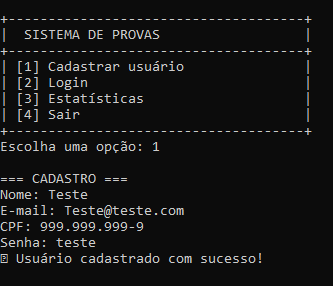 +-------------------------------------+
|  SISTEMA DE PROVAS                  |
+-------------------------------------+
| [1] Cadastrar usuário               |
| [2] Login                           |
| [3] Estatísticas                    |
| [4] Sair                            |
+-------------------------------------+
Escolha uma opção: 1
=== CADASTRO ===
Nome: Teste
E-mail: Teste@teste.com
CPF: 999.999.999-9
Senha: teste
Usuário cadastrado com sucesso!